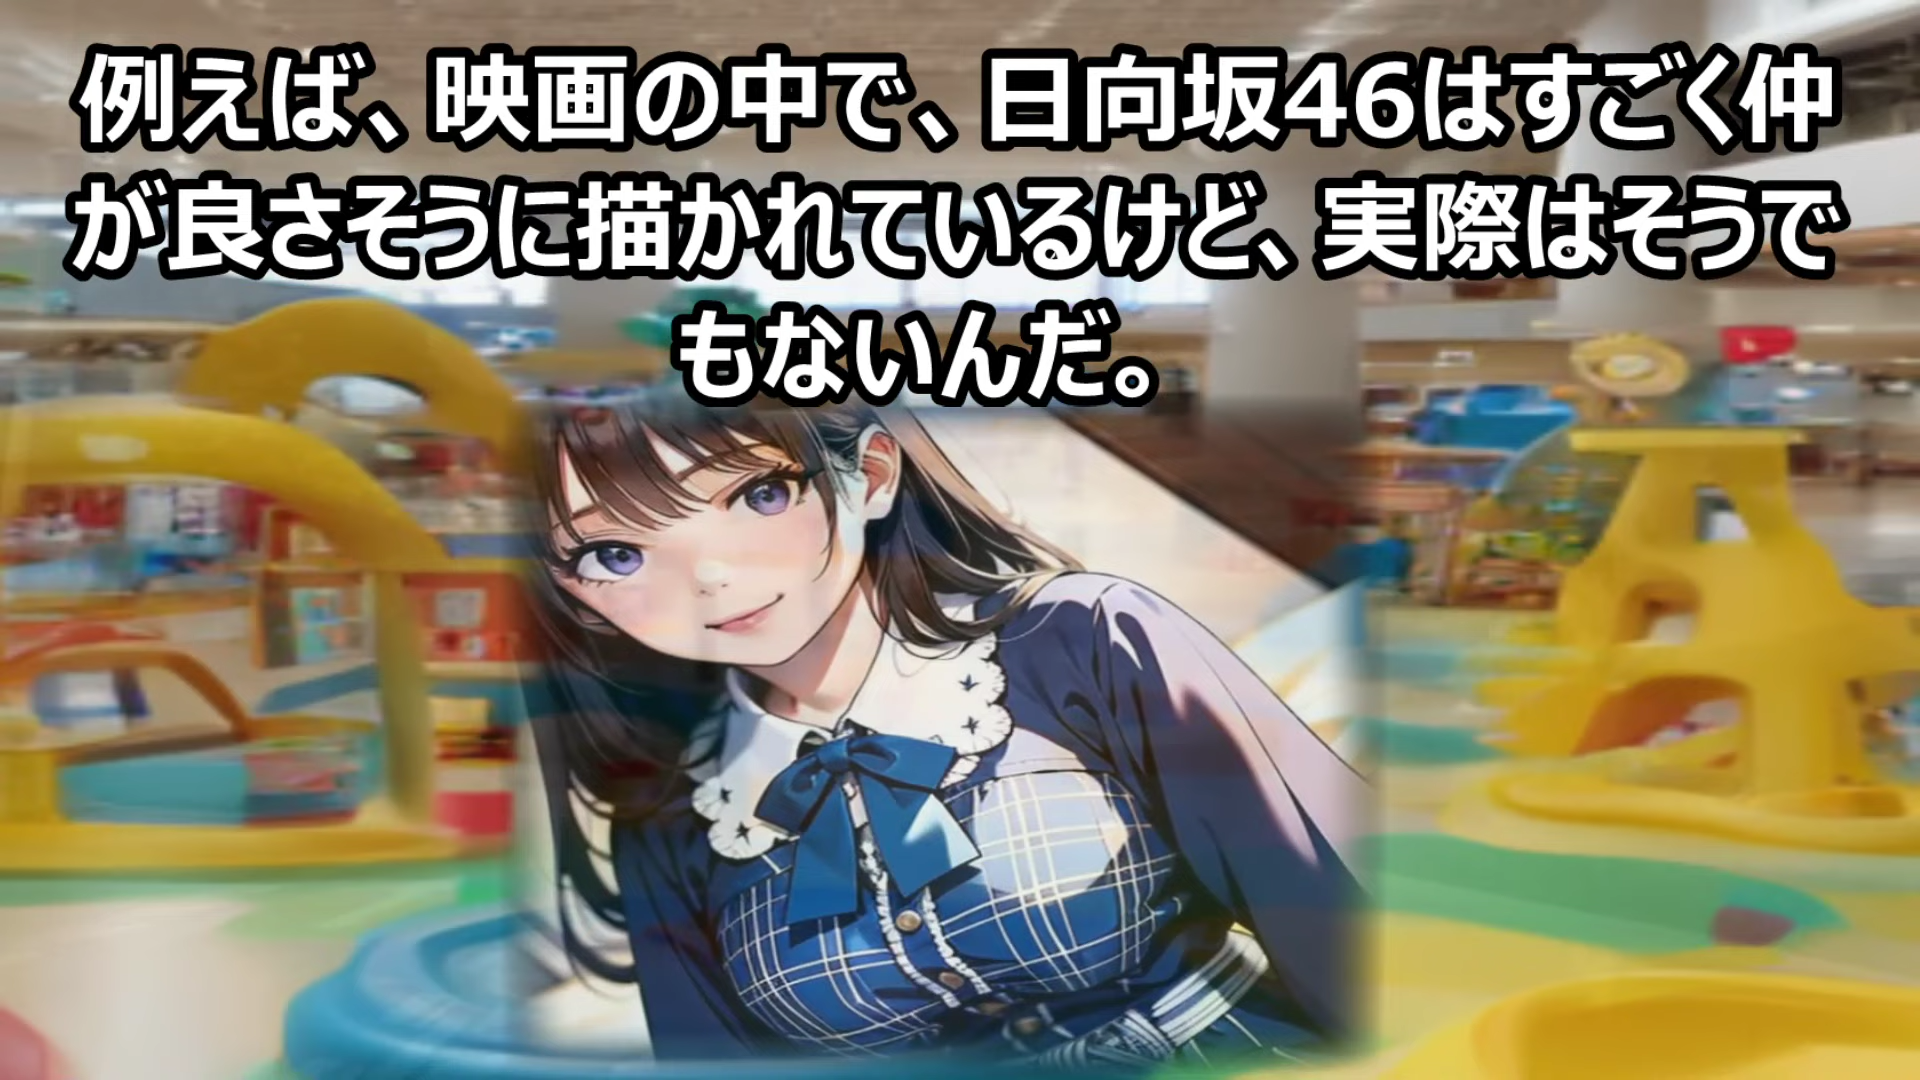 例えば、映画の中で、日向坂46はすごく仲
が良さそうに描かれているけど、実際はそうで
もないんだ。